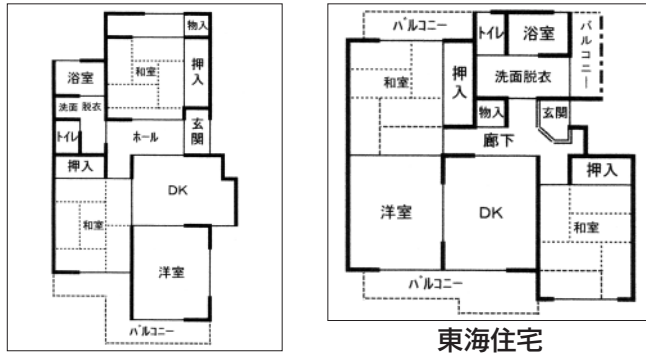 物入
和室
押入
浴室
洗面 脱衣
トイレ
ホール
玄関
押入
DK
和室
洋室
バルコニー
バルコニー
トイレ
浴室
バルコニー
和室
押入
洗面脱衣
物入
玄関
廊下
押入
洋室
DK
和室
バルコニー
東海住宅